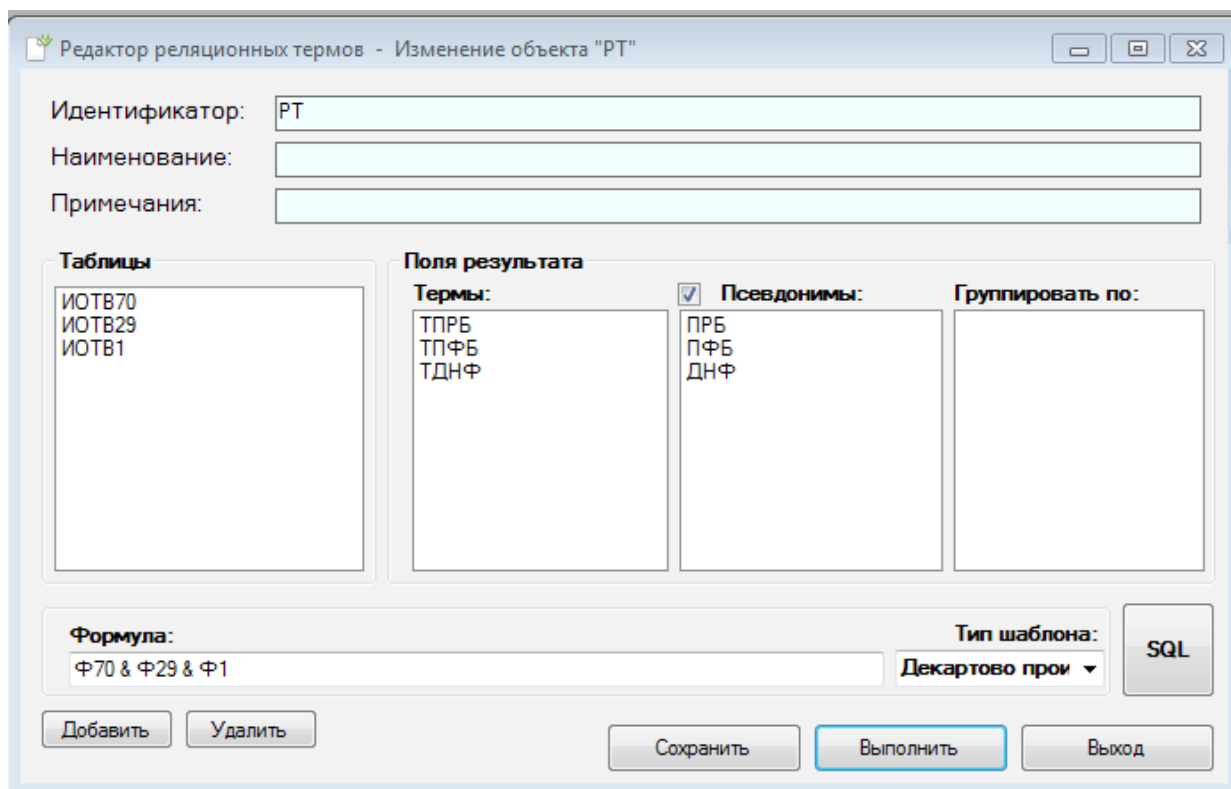 Редактор реляционных термов - Изменение объекта "РТ"
Идентификатор: РТ
Наименование:
Примечания:
Таблицы
ИОТВ70
ИОТВ29
ИОТВ1
Поля результата
Термы: Псевдонимы: Группировать по:
ТПРБ ПРБ
ТПФБ ПФБ
ТДНФ ДНФ
Формула: Тип шаблона:
Ф70 & Ф29 & Ф1 Декартово прои
SQL
Добавить Удалить
Сохранить Выполнить Выход